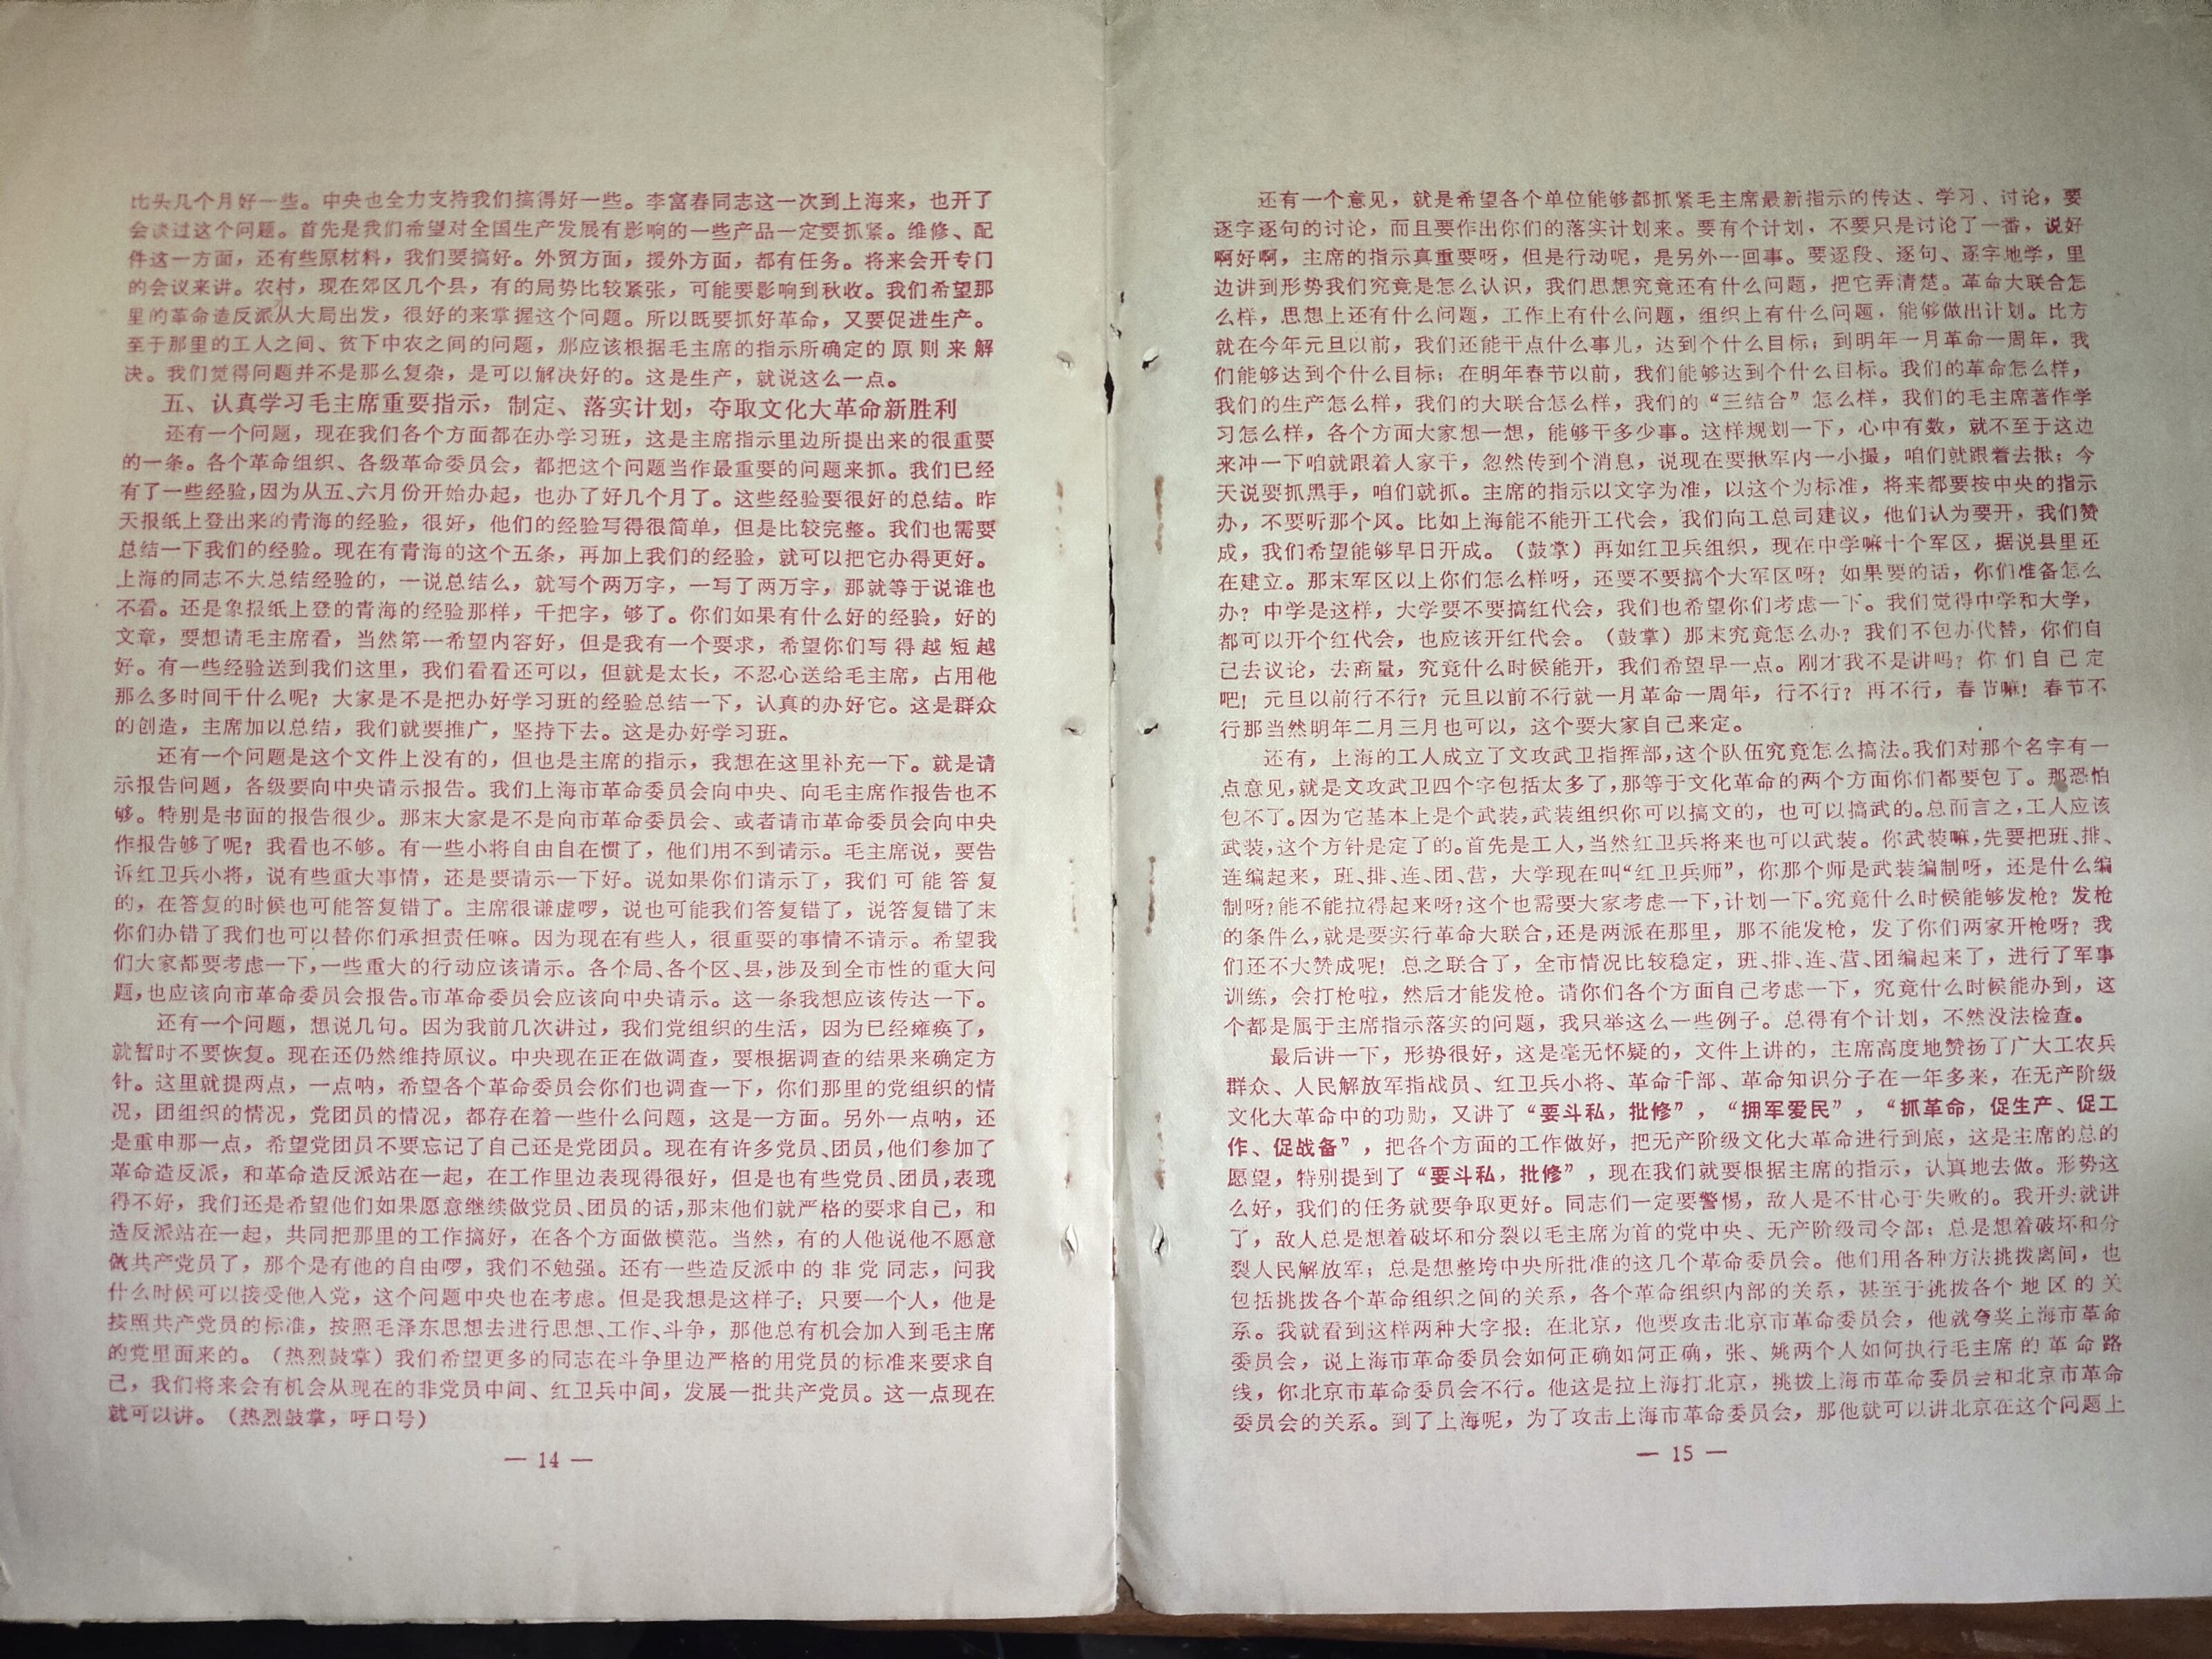 比头几个月好一些。中央也全力支持我们搞得好一些。李富春同志这一次到上海来，也开了
会谈过这个问题。首先是我们希望对全国生产发展有影响的一些产品一定要抓紧。维修、配
件这一方面，还有些原材料，我们要搞好。外贸方面，援外方面，都有任务。将来会开专门
的会议来讲。农村，现在郊区几个县，有的局势比较紧张，可能要影响到秋收。我们希望那
里的革命造反派从大局出发，很好的来掌握这个问题。所以既要抓好革命，又要促进生产。
至于那里的工人之间、贫下中农之间的问题，那应该根据毛主席的指示所确定的原则来解
决。我们觉得问题并不是那么复杂，是可以解决好的。这是生产，就说这么一点。
五、认真学习毛主席重要指示，制定、落实计划，夺取文化大革命新胜利
还有一个问题，现在我们各个方面都在办学习班，这是主席指示里边所提出来的很重要
的一条。各个革命组织、各级革命委员会，都把这个问题当作最重要的问题来抓。我们已经
有了一些经验，因为从五、六月份开始办起，也办了好几个月了。这些经验要很好的总结。昨
天报纸上登出来的青海的经验，很好，他们的经验写得很简单，但是比较完整。我们也需要
总结一下我们的经验。现在有青海的这个五条，再加上我们的经验，就可以把它办得更好。
上海的同志不大总结经验的，一说总结么，就写个两万字，一写了两万字，那就等于说谁也
不看。还是象报纸上登的青海的经验那样，千把字，够了。你们如果有什么好的经验，好的
文章，要想请毛主席看，当然第一希望内容好，但是我有一个要求，希望你们写得越短越
好。有一些经验送到我们这里，我们看看还可以，但就是太长，不忍心送给毛主席，占用他
那么多时间干什么呢？大家是不是把办好学习班的经验总结一下，认真的办好它。这是群众
的创造，主席加以总结，我们就要推广，坚持下去。这是办好学习班。
还有一个问题是这个文件上没有的，但也是主席的指示，我想在这里补充一下。就是请
示报告问题，各级要向中央请示报告。我们上海市革命委员会向中央、向毛主席作报告也不
够。特别是书面的报告很少。那末大家是不是向市革命委员会、或者请市革命委员会向中央
作报告够了呢？我看也不够。有一些小将自由自在惯了，他们用不到请示。毛主席说，要告
诉红卫兵小将，说有些重大事情，还是要请示一下好。说如果你们请示了，我们可能答复
的，在答复的时候也可能答复错了。主席很谦虚啰，说也可能我们答复错了，说答复错了末
你们办错了我们也可以替你们承担责任嘛。因为现在有些人，很重要的事情不请示。希望我
们大家都要考虑一下，一些重大的行动应该请示。各个局、各个区、县，涉及到全市性的重大问
题，也应该向市革命委员会报告。市革命委员会应该向中央请示。这一条我想应该传达一下。
还有一个问题，想说几句。因为我前几次讲过，我们党组织的生活，因为已经瘫痪了，
就暂时不要恢复。现在还仍然维持原议。中央现在正在做调查，要根据调查的结果来确定方
针。这里就提两点，一点呐，希望各个革命委员会你们也调查一下，你们那里的党组织的情
况，团组织的情况，党团员的情况，都存在着一些什么问题，这是一方面。另外一点呐，还
是重申那一点，希望党团员不要忘记了自己还是党团员。现在有许多党员、团员，他们参加了
革命造反派，和革命造反派站在一起，在工作里边表现得很好，但是也有些党员、团员，表现
得不好，我们还是希望他们如果愿意继续做党员、团员的话，那末他们就严格的要求自己，和
造反派站在一起，共同把那里的工作搞好，在各个方面做模范。当然，有的人他说他不愿意
做共产党员了，那个是有他的自由啰，我们不勉强。还有一些造反派中的非党同志，问我
什么时候可以接受他入党，这个问题中央也在考虑。但是我想是这样子：只要一个人，他是
按照共产党员的标准，按照毛泽东思想去进行思想、工作、斗争，那他总有机会加入到毛主席
的党里面来的。（热烈鼓掌）我们希望更多的同志在斗争里边严格的用党员的标准来要求自
己，我们将来会有机会从现在的非党员中间、红卫兵中间，发展一批共产党员。这一点现在
就可以讲。（热烈鼓掌，呼口号）
— 14 —
还有一个意见，就是希望各个单位能够都抓紧毛主席最新指示的传达、学习、讨论，要
逐字逐句的讨论，而且要作出你们的落实计划来。要有个计划，不要只是讨论了一番，说好
啊好啊，主席的指示真重要呀，但是行动呢，是另外一回事。要逐段、逐句、逐字地学，里
边讲到形势我们究竟是怎么认识，我们思想究竟还有什么问题，把它弄清楚。革命大联合怎
么样，思想上还有什么问题，工作上有什么问题，组织上有什么问题，能够做出计划。比方
就在今年元旦以前，我们还能干点什么事儿，达到个什么目标；到明年一月革命一周年，我
们能够达到个什么目标；在明年春节以前，我们能够达到个什么目标。我们的革命怎么样，
我们的生产怎么样，我们的大联合怎么样，我们的“三结合”怎么样，我们的毛主席著作学
习怎么样，各个方面大家想一想，能够干多少事。这样规划一下，心中有数，就不至于这边
来冲一下咱就跟着人家干，忽然传到个消息，说现在要揪军内一小撮，咱们就跟着去揪；今
天说要抓黑手，咱们就抓。主席的指示以文字为准，以这个为标准，将来都要按中央的指示
办，不要听那个风。比如上海能不能开工代会，我们向工总司建议，他们认为要开，我们赞
成，我们希望能够早日开成。（鼓掌）再如红卫兵组织，现在中学嘛十个军区，据说县里还
在建立。那末军区以上你们怎么样呀，还要不要搞个大军区呀？如果要的话，你们准备怎么
办？中学是这样，大学要不要搞红代会，我们也希望你们考虑一下。我们觉得中学和大学，
都可以开个红代会，也应该开红代会。（鼓掌）那末究竟怎么办？我们不包办代替，你们自
己去议论，去商量，究竟什么时候能开，我们希望早一点。刚才我不是讲吗？你们自己定
吧！元旦以前行不行？元旦以前不行就一月革命一周年，行不行？再不行，春节嘛！春节不
行那当然明年二月三月也可以，这个要大家自己来定。
还有，上海的工人成立了文攻武卫指挥部，这个队伍究竟怎么搞法。我们对那个名字有一
点意见，就是文攻武卫四个字包括太多了，那等于文化革命的两个方面你们都要包了。那恐怕
包不了。因为它基本上是个武装，武装组织你可以搞文的，也可以搞武的。总而言之，工人应该
武装，这个方针是定了的。首先是工人，当然红卫兵将来也可以武装。你武装嘛，先要把班、排、
连编起来，班、排、连、团、营，大学现在叫“红卫兵师”，你那个师是武装编制呀，还是什么编
制呀？能不能拉得起来呀？这个也需要大家考虑一下，计划一下。究竟什么时候能够发枪？发枪
的条件么，就是要实行革命大联合，还是两派在那里，那不能发枪，发了你们两家开枪呀？我
们还不大赞成呢！总之联合了，全市情况比较稳定，班、排、连、营、团编起来了，进行了军事
训练，会打枪啦，然后才能发枪。请你们各个方面自己考虑一下，究竟什么时候能办到，这
个都是属于主席指示落实的问题，我只举这么一些例子。总得有个计划，不然没法检查。
最后讲一下，形势很好，这是毫无怀疑的，文件上讲的，主席高度地赞扬了广大工农兵
群众、人民解放军指战员、红卫兵小将、革命干部、革命知识分子在一年多来，在无产阶级
文化大革命中的功勋，又讲了“要斗私，批修”，“拥军爱民”，“抓革命，促生产、促工
作、促战备”，把各个方面的工作做好，把无产阶级文化大革命进行到底，这是主席的总的
愿望，特别提到了“要斗私，批修”，现在我们就要根据主席的指示，认真地去做。形势这
么好，我们的任务就要争取更好。同志们一定要警惕，敌人是不甘心于失败的。我开头就讲
了，敌人总是想着破坏和分裂以毛主席为首的党中央、无产阶级司令部；总是想着破坏和分
裂人民解放军；总是想整垮中央所批准的这几个革命委员会。他们用各种方法挑拨离间，也
包括挑拨各个革命组织之间的关系，各个革命组织内部的关系，甚至于挑拨各个地区的关
系。我就看到这样两种大字报：在北京，他要攻击北京市革命委员会，他就夸奖上海市革命
委员会，说上海市革命委员会如何正确如何正确，张、姚两个人如何执行毛主席的革命路
线，你北京市革命委员会不行。他这是拉上海打北京，挑拨上海市革命委员会和北京市革命
委员会的关系。到了上海呢，为了攻击上海市革命委员会，那他就可以讲北京在这个问题上
— 15 —